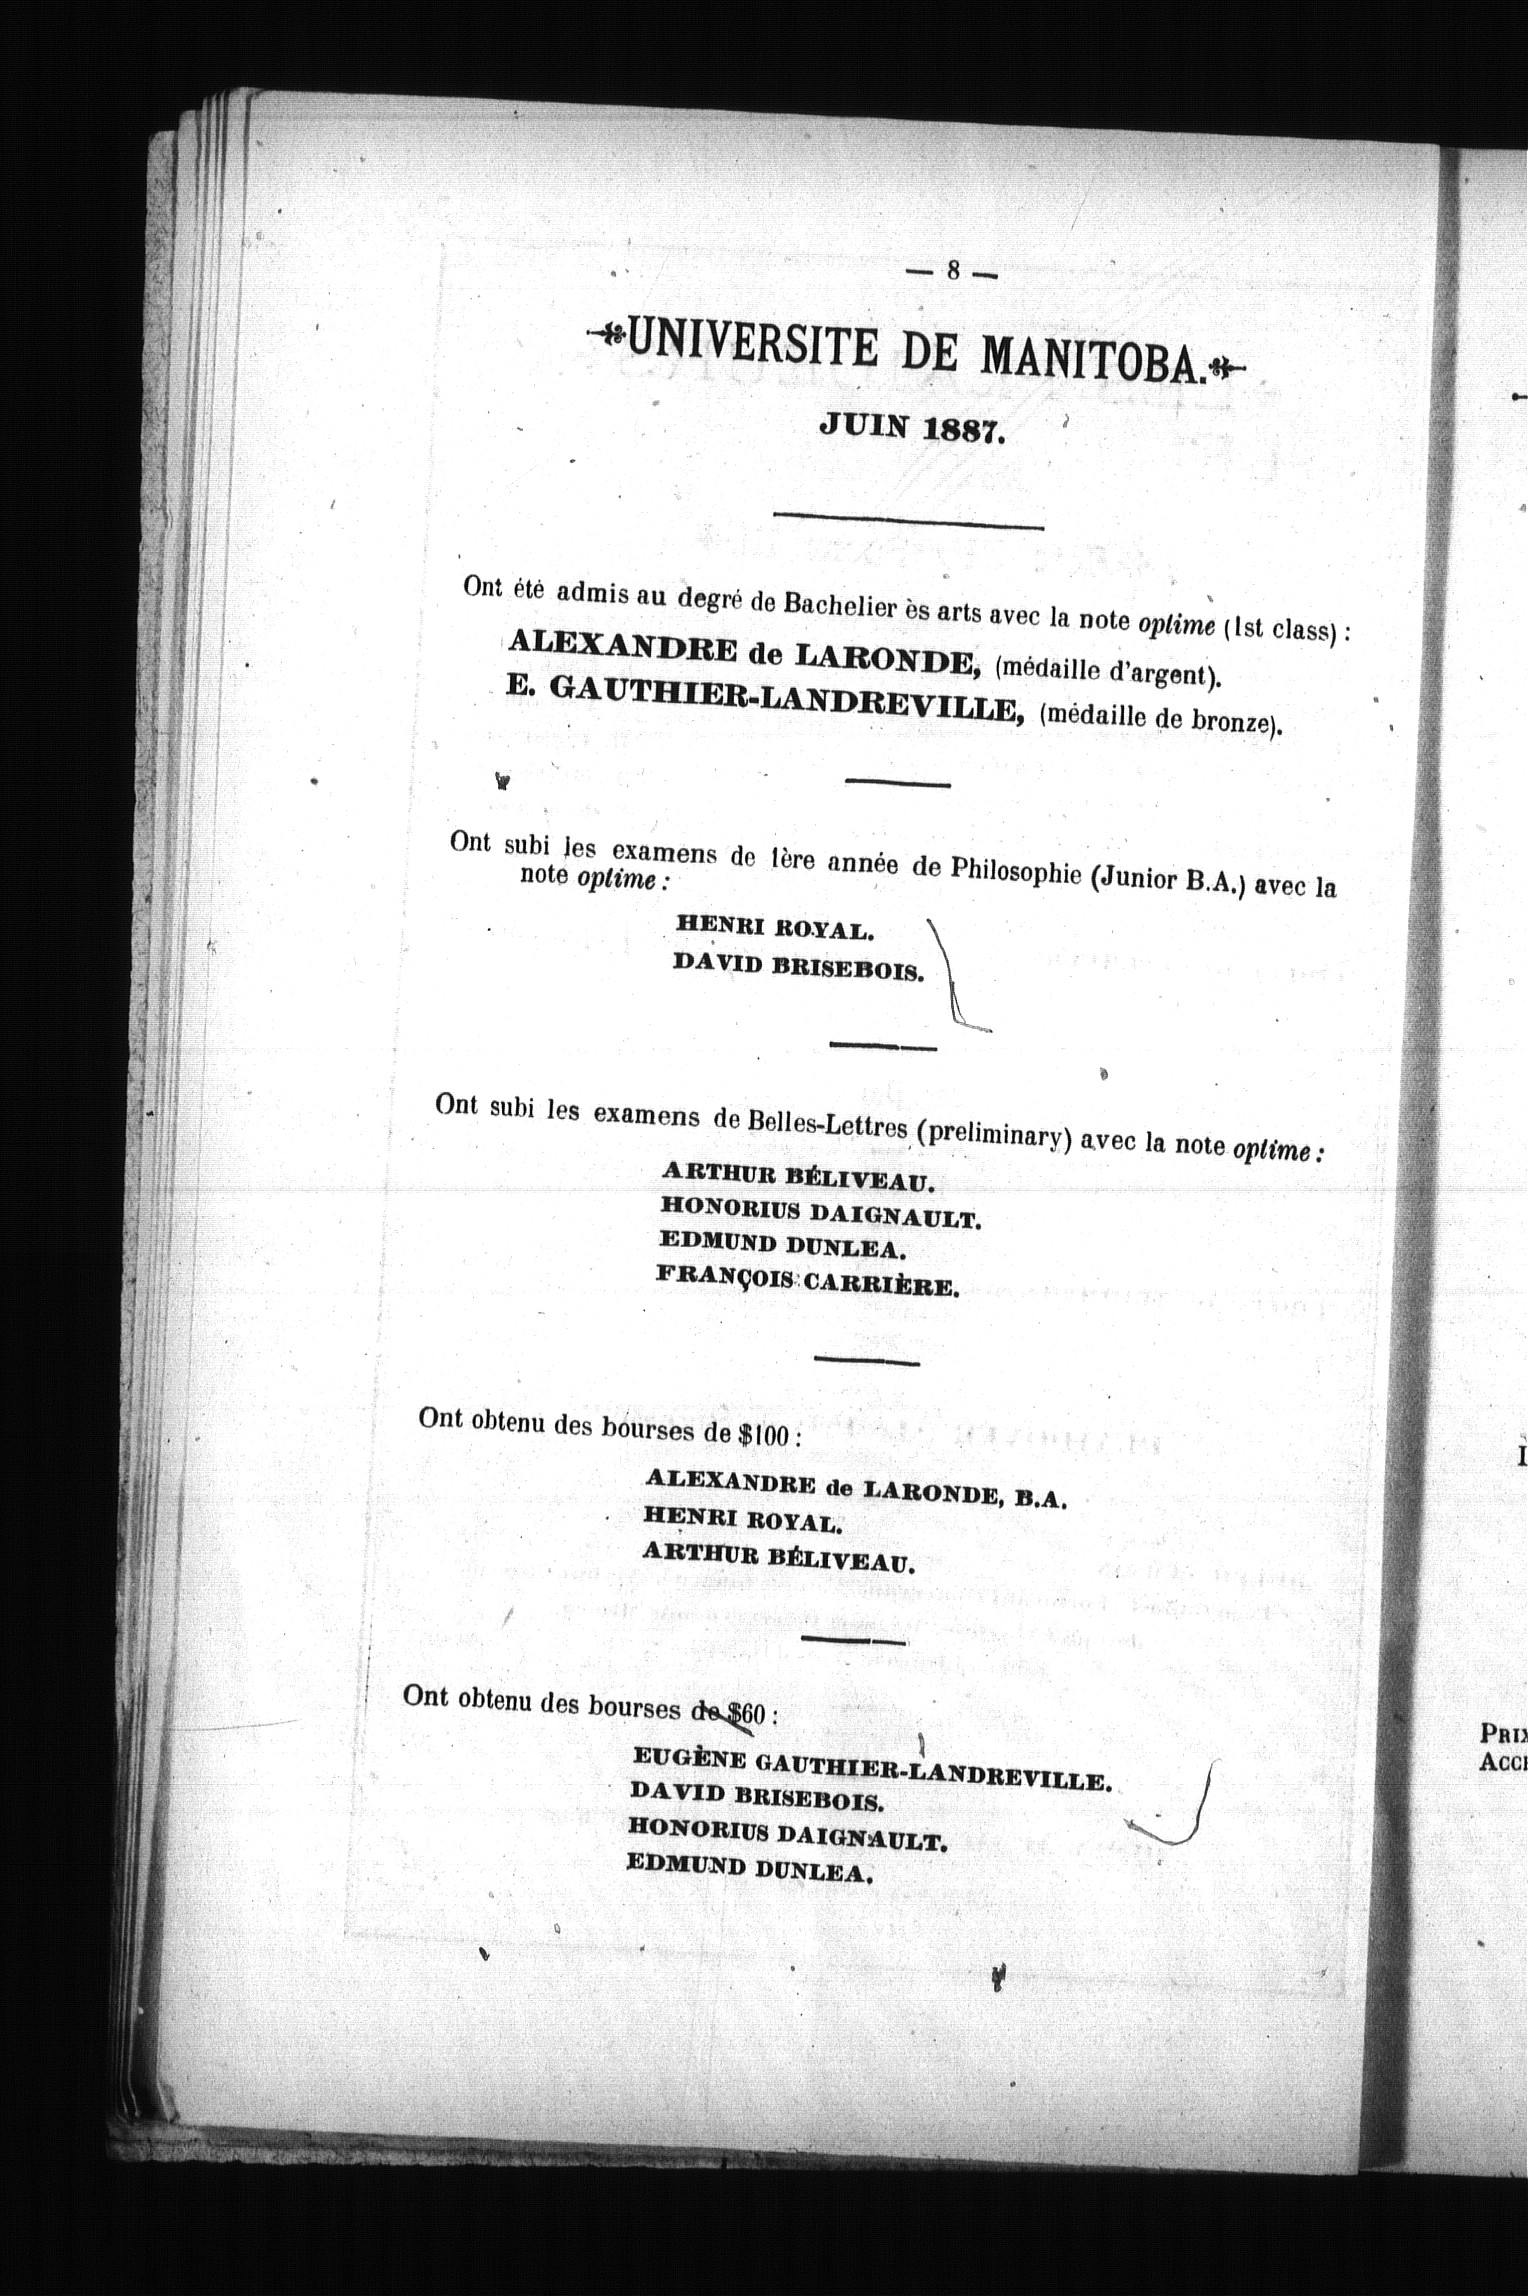 — 8 —
UNIVERSITE DE MANITOBA.
JUIN 1887.
Ont été admis au degré de Bachelier ès arts avec la note optime (1st class) :
ALEXANDRE de LARONDE, (médaille d'argent).
E. GAUTHIER-LANDREVILLE, (médaille de bronze).
Ont subi les examens de 1ère année de Philosophie (Junior B.A.) avec la
note optime :
HENRI ROYAL.
DAVID BRISEBOIS.
Ont subi les examens de Belles-Lettres (preliminary) avec la note optime :
ARTHUR BÉLIVEAU.
HONORIUS DAIGNAULT.
EDMUND DUNLEA.
FRANÇOIS CARRIÈRE.
Ont obtenu des bourses de $100 :
ALEXANDRE de LARONDE, B.A.
HENRI ROYAL.
ARTHUR BÉLIVEAU.
Ont obtenu des bourses de $60 :
EUGÈNE GAUTHIER-LANDREVILLE.
DAVID BRISEBOIS.
HONORIUS DAIGNAULT.
EDMUND DUNLEA.